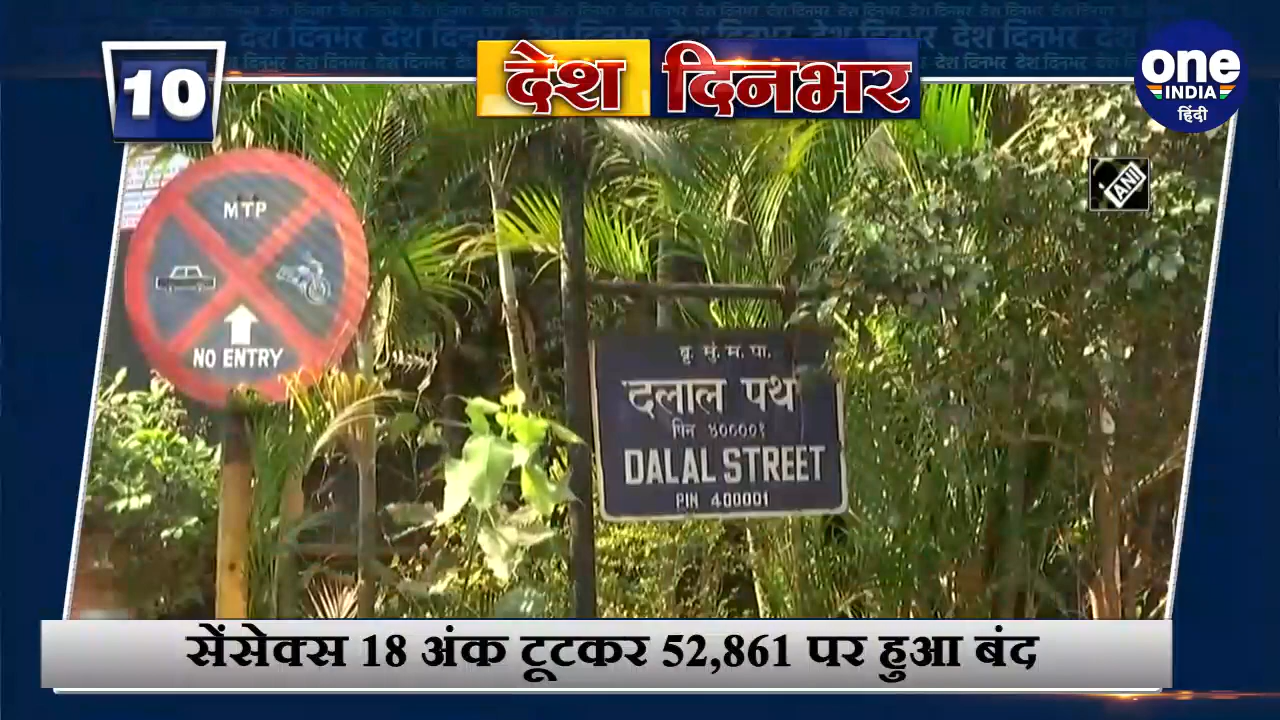 10
देश दिनभर
one
INDIA
हिंदी
ANI
MTP
NO ENTRY
बृ. मुं. म. पा.
दलाल पथ
पिन ४००००१
DALAL STREET
PIN 400001
सेंसेक्स 18 अंक टूटकर 52,861 पर हुआ बंद